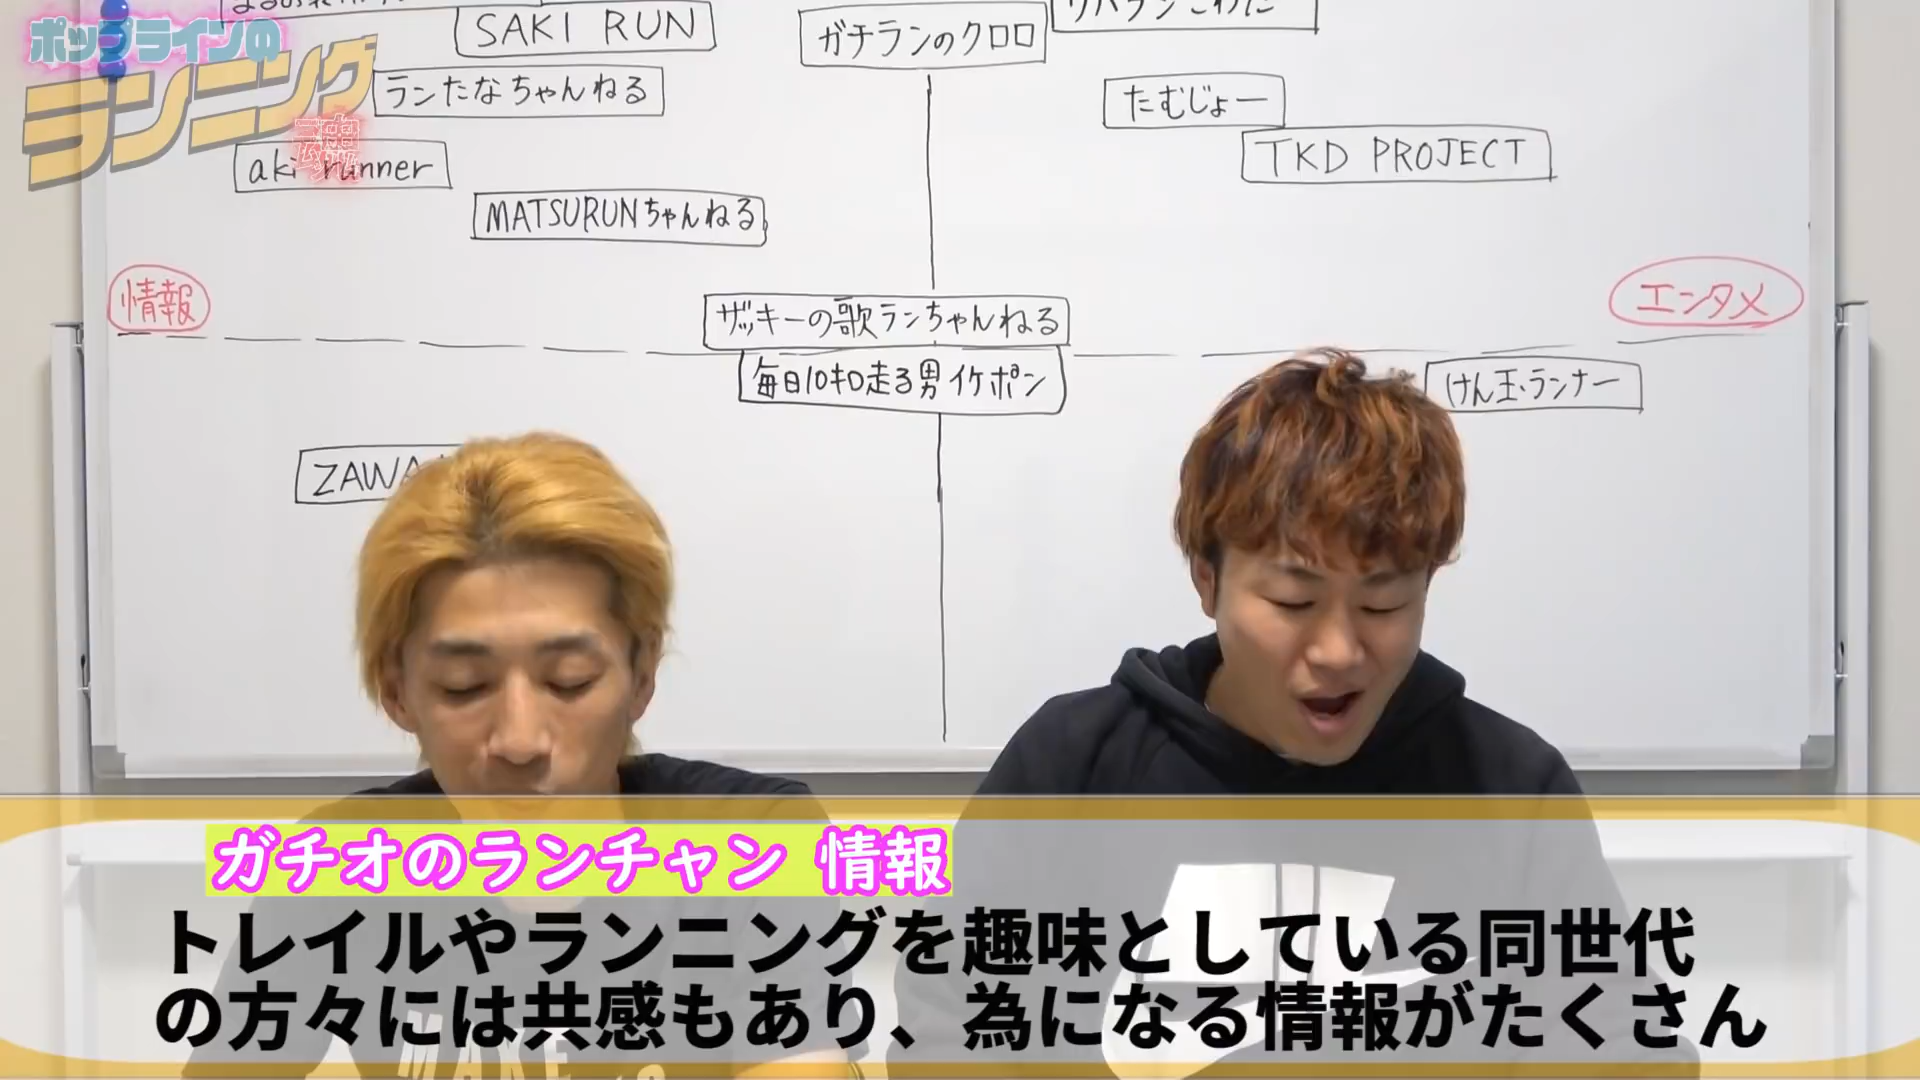 ポップラインの
ランニング
魂
SAKI RUN
ガチランのクロロ
ランたなちゃんねる
たむじょー
aki runner
TKD PROJECT
MATSURUNちゃんねる
情報
エンタメ
ザッキーの歌ランちゃんねる
毎日10キロ走る男イケポン
けん玉ランナー
ZAWA
ガチオのランチャン 情報
トレイルやランニングを趣味としている同世代
の方々には共感もあり、為になる情報がたくさん
MAKE